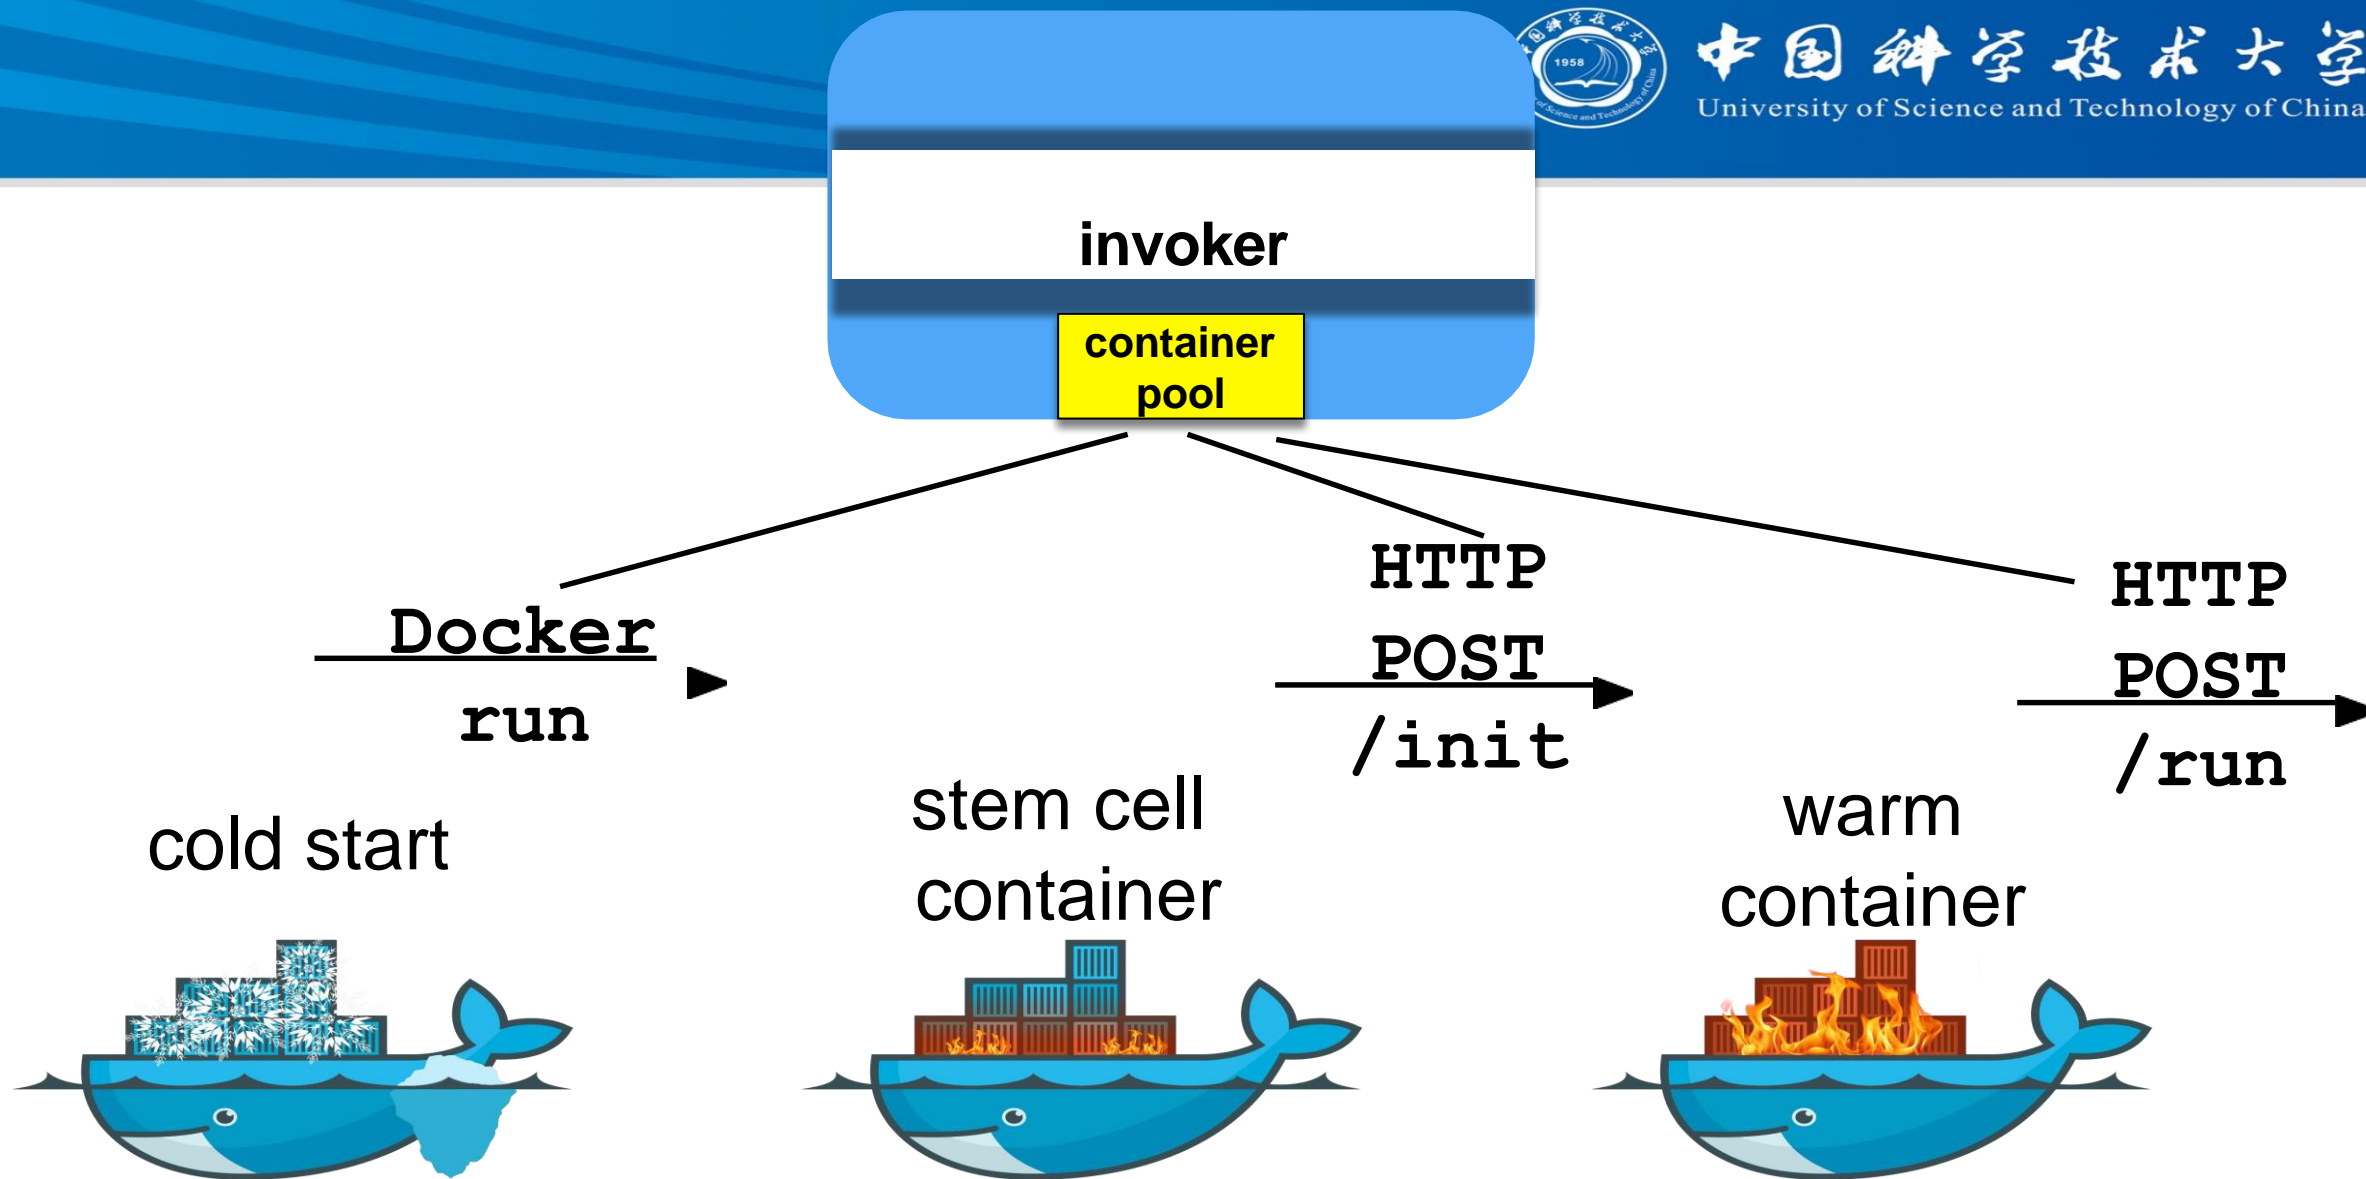 中国科学技术大学
1958
University of Science and Technology of China
invoker
container
pool
HTTP
POST
/init
HTTP
POST
/run
Docker
run
cold start
stem cell
container
warm
container